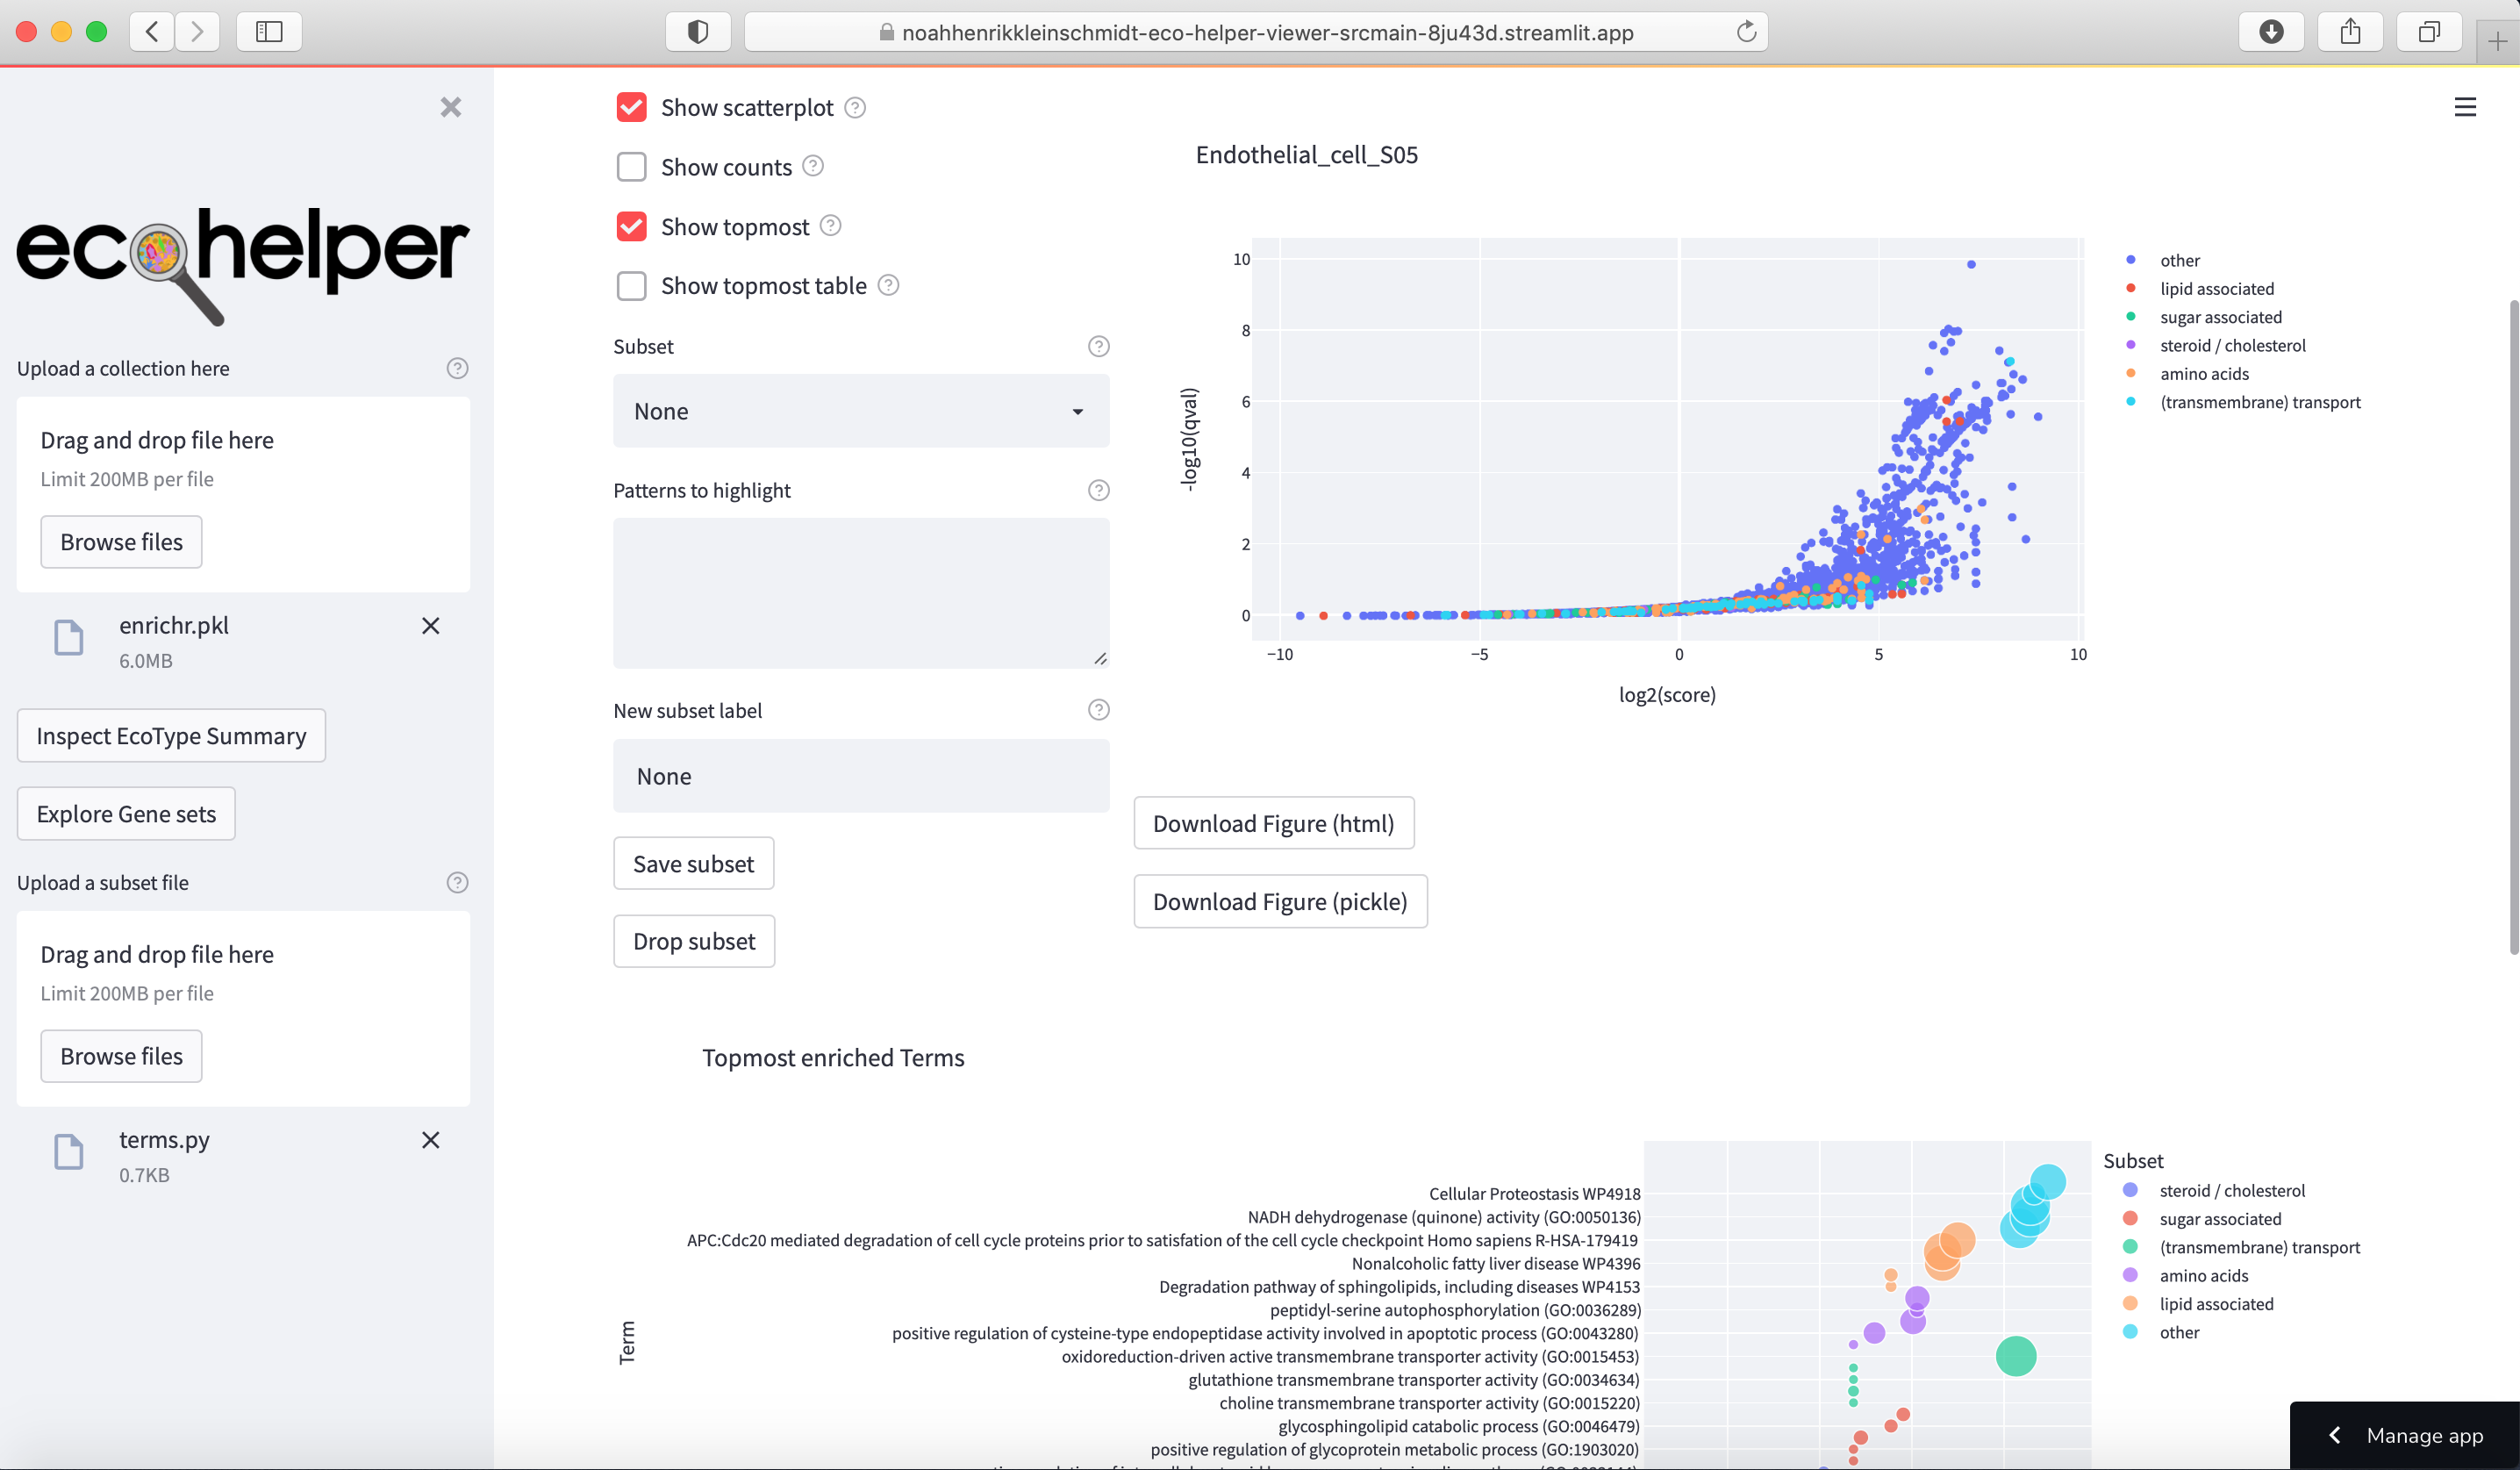 noahhenrikkleinschmidt-eco-helper-viewer-srcmain-8ju43d.streamlit.app
ecohelper
Upload a collection here
Drag and drop file here
Limit 200MB per file
Browse files
enrichr.pkl
6.0MB
Inspect EcoType Summary
Explore Gene sets
Upload a subset file
Drag and drop file here
Limit 200MB per file
Browse files
terms.py
0.7KB
Show scatterplot
Show counts
Show topmost
Show topmost table
Subset
None
Patterns to highlight
New subset label
None
Save subset
Drop subset
Endothelial_cell_S05
10
8
6
4
2
0
-log10(qval)
−10
−5
0
5
10
log2(score)
other
lipid associated
sugar associated
steroid / cholesterol
amino acids
(transmembrane) transport
Download Figure (html)
Download Figure (pickle)
Topmost enriched Terms
Term
Cellular Proteostasis WP4918
NADH dehydrogenase (quinone) activity (GO:0050136)
APC:Cdc20 mediated degradation of cell cycle proteins prior to satisfation of the cell cycle checkpoint Homo sapiens R-HSA-179419
Nonalcoholic fatty liver disease WP4396
Degradation pathway of sphingolipids, including diseases WP4153
peptidyl-serine autophosphorylation (GO:0036289)
positive regulation of cysteine-type endopeptidase activity involved in apoptotic process (GO:0043280)
oxidoreduction-driven active transmembrane transporter activity (GO:0015453)
glutathione transmembrane transporter activity (GO:0034634)
choline transmembrane transporter activity (GO:0015220)
glycosphingolipid catabolic process (GO:0046479)
positive regulation of glycoprotein metabolic process (GO:1903020)
Subset
steroid / cholesterol
sugar associated
(transmembrane) transport
amino acids
lipid associated
other
Manage app